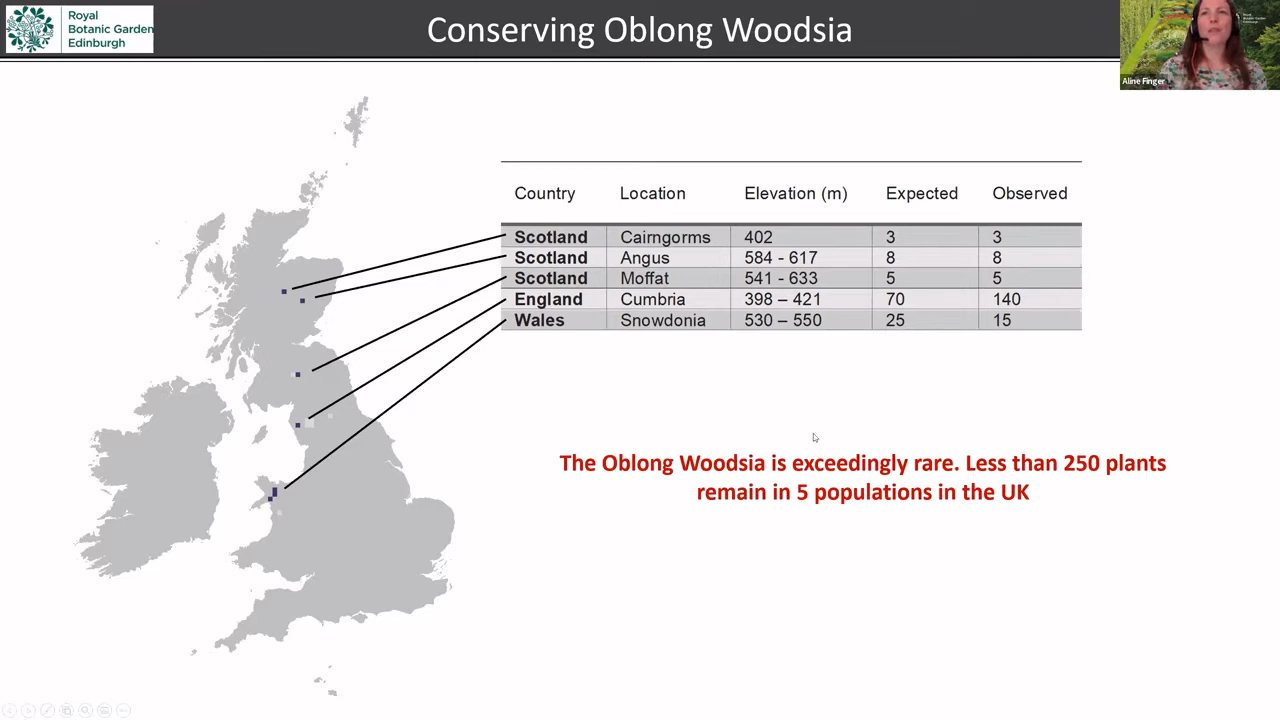 Royal
Botanic Garden
Edinburgh
Conserving Oblong Woodsia
Aline Finger
Country Location Elevation (m) Expected Observed
Scotland Cairngorms 402 3 3
Scotland Angus 584 - 617 8 8
Scotland Moffat 541 - 633 5 5
England Cumbria 398 – 421 70 140
Wales Snowdonia 530 – 550 25 15
The Oblong Woodsia is exceedingly rare. Less than 250 plants
remain in 5 populations in the UK